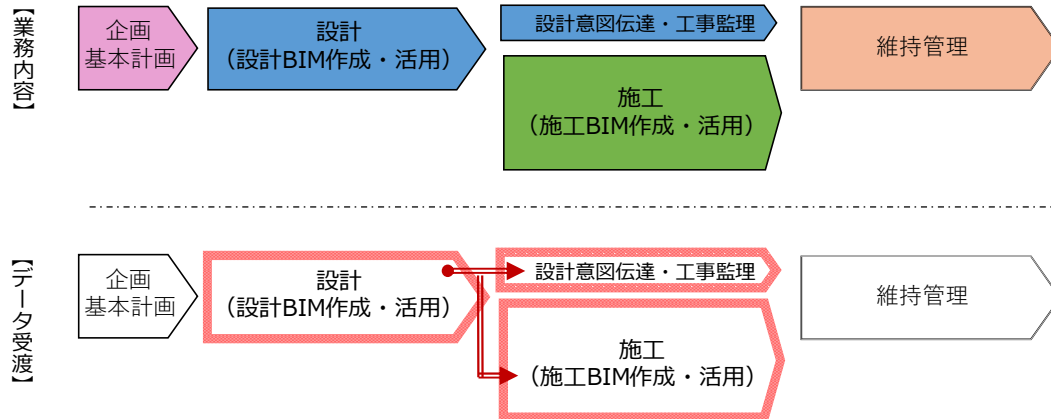 【業務内容】
企画
基本計画
設計
（設計BIM作成・活用）
設計意図伝達・工事監理
施工
（施工BIM作成・活用）
維持管理
【データ受渡】
企画
基本計画
設計
（設計BIM作成・活用）
設計意図伝達・工事監理
施工
（施工BIM作成・活用）
維持管理